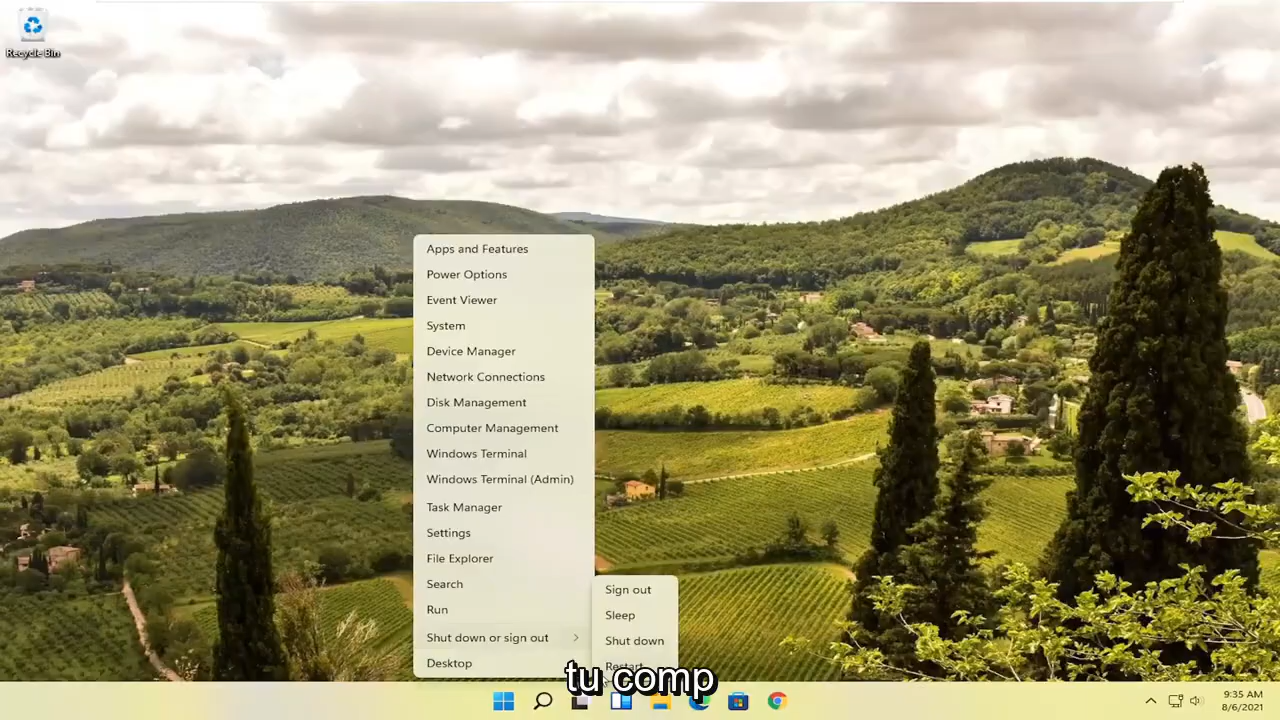 Recycle Bin
Apps and Features
Power Options
Event Viewer
System
Device Manager
Network Connections
Disk Management
Computer Management
Windows Terminal
Windows Terminal (Admin)
Task Manager
Settings
File Explorer
Search
Run
Shut down or sign out
Desktop
Sign out
Sleep
Shut down
Restart
tu comp
9:35 AM
8/6/2021